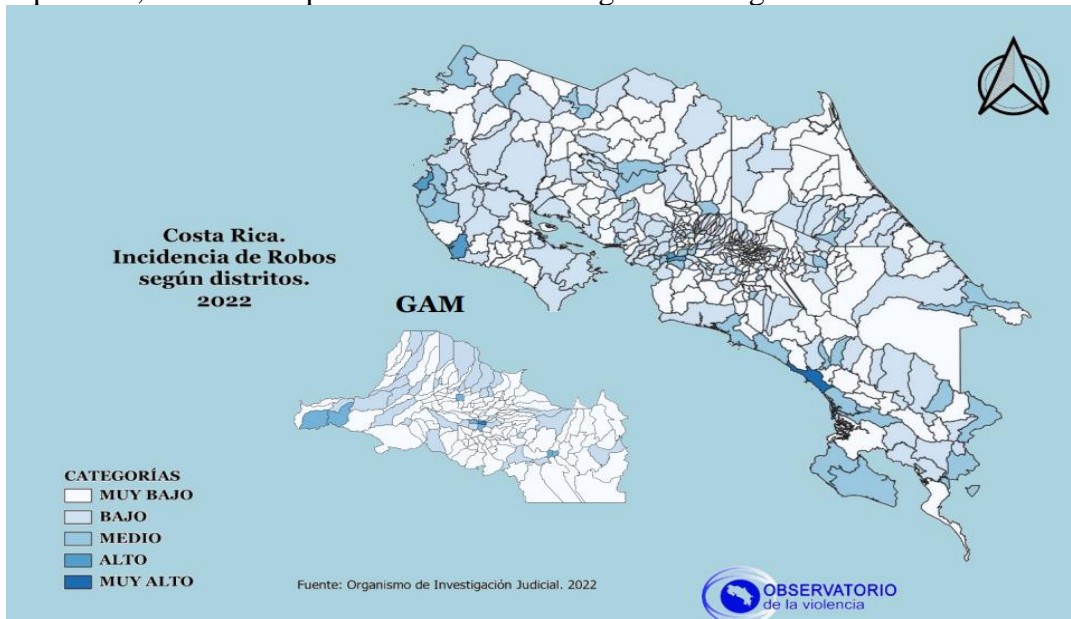 Costa Rica.
Incidencia de Robos
según distritos.
2022
GAM
CATEGORÍAS
MUY BAJO
BAJO
MEDIO
ALTO
MUY ALTO
Fuente: Organismo de Investigación Judicial. 2022
OBSERVATORIO
de la violencia